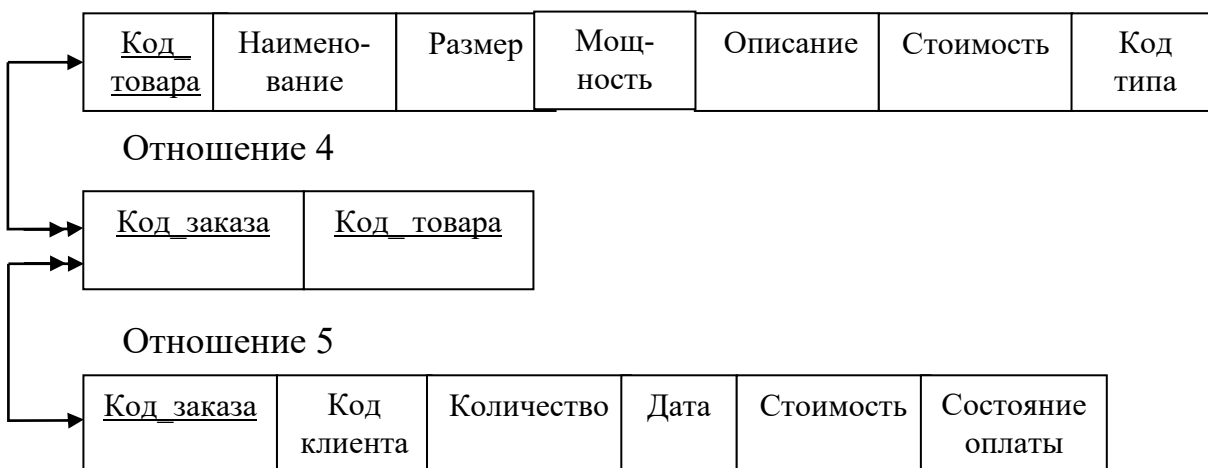 Код_ Наимено- Размер Мощ- Описание Стоимость Код
товара вание ность типа
Отношение 4
Код_заказа Код_ товара
Отношение 5
Код_заказа Код Количество Дата Стоимость Состояние
клиента оплаты